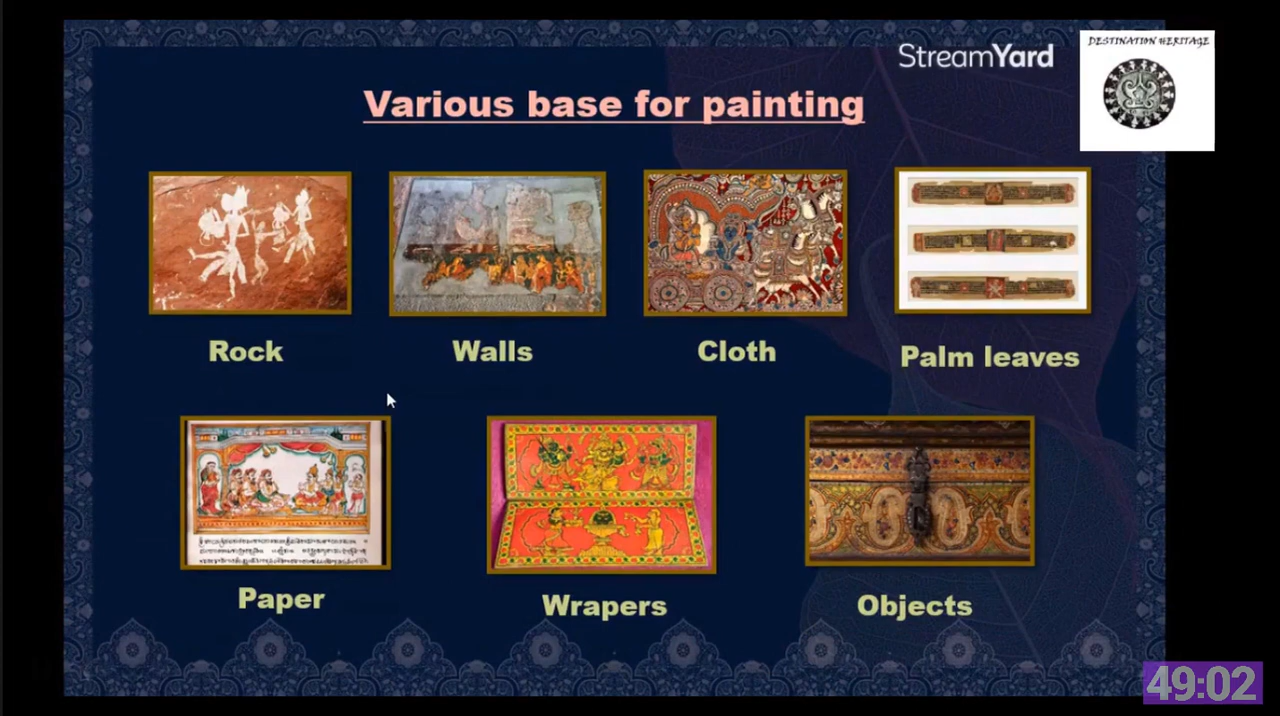 StreamYard
DESTINATION HERITAGE
Various base for painting
Rock
Walls
Cloth
Palm leaves
Paper
Wrapers
Objects
49:02